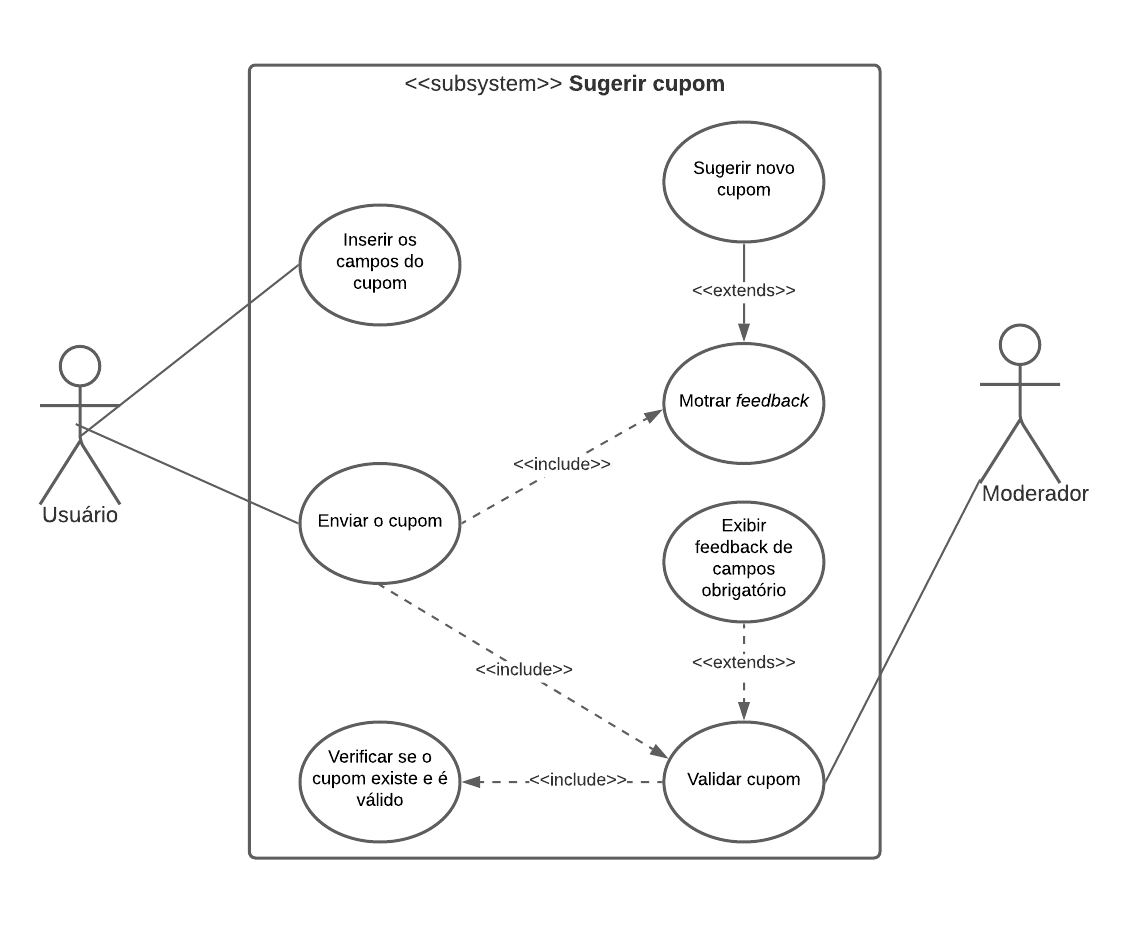 <<subsystem>> Sugerir cupom
Sugerir novo
cupom
Inserir os
campos do
cupom
<<extends>>
Motrar feedback
<<include>>
Usuário
Moderador
Enviar o cupom
Exibir
feedback de
campos
obrigatório
<<include>>
<<extends>>
Verificar se o
cupom existe e é
válido
<<include>>
Validar cupom